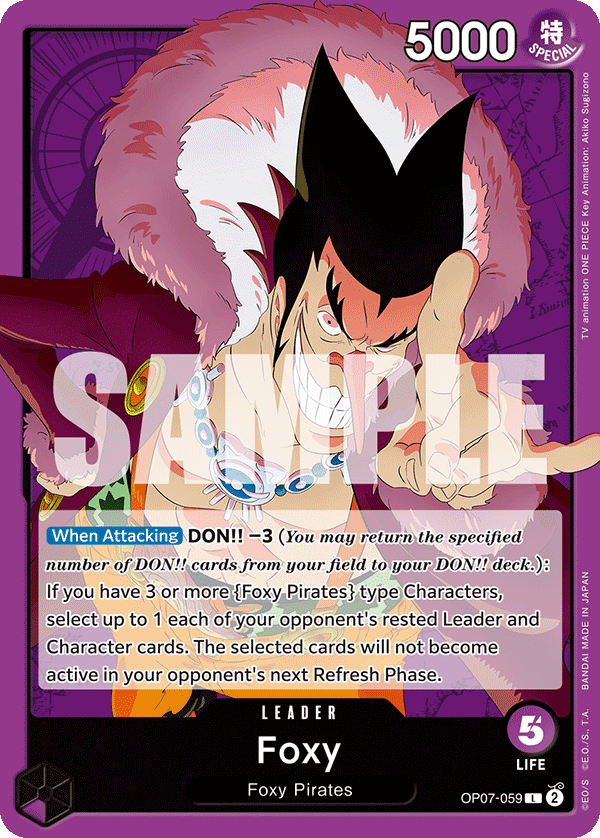 5000
特
SPECIAL
TV animation ONE PIECE Key Animation: Akiko Sugizono
SAMPLE
When Attacking DON!! −3 (You may return the specified
number of DON!! cards from your field to your DON!! deck.):
If you have 3 or more {Foxy Pirates} type Characters,
select up to 1 each of your opponent's rested Leader and
Character cards. The selected cards will not become
active in your opponent's next Refresh Phase.
©E.O./S., T.A. BANDAI MADE IN JAPAN
©EO/S
LEADER
Foxy
Foxy Pirates
5
LIFE
OP07-059 L 2